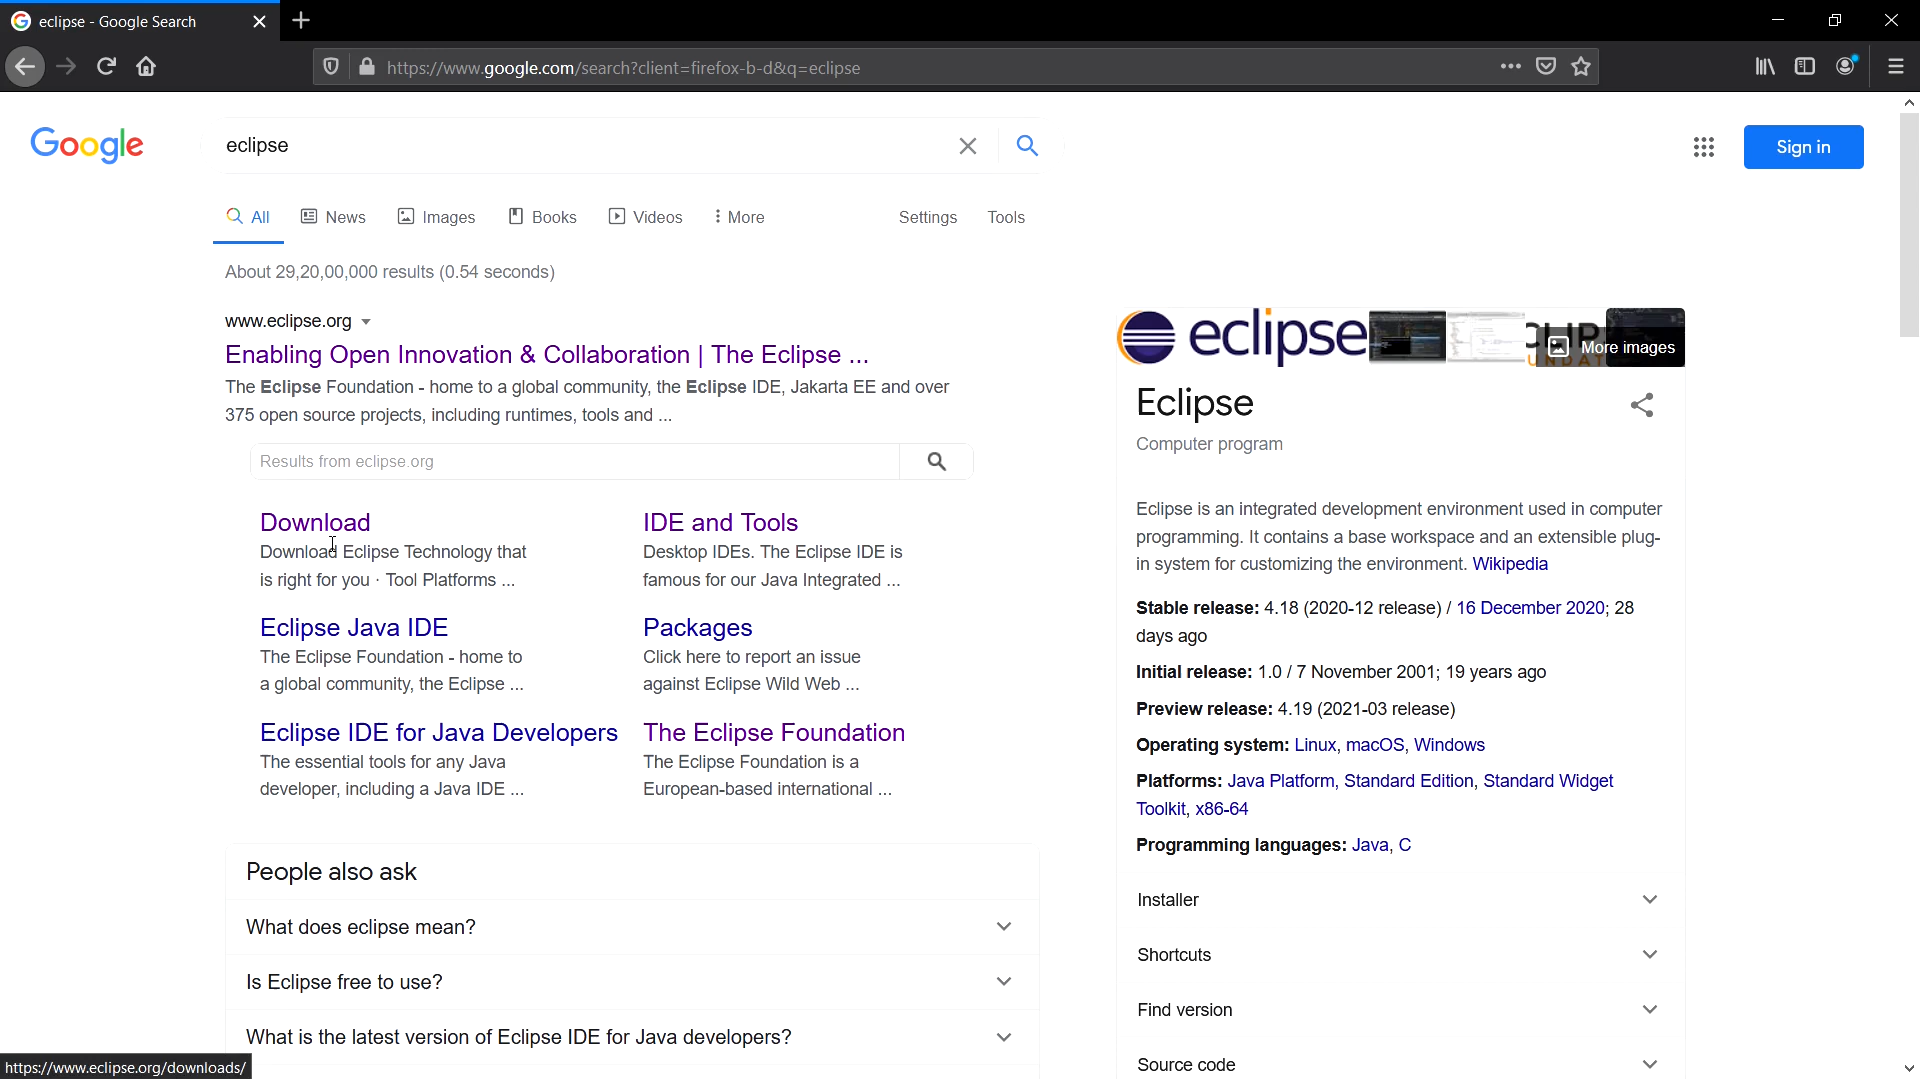 eclipse - Google Search
https://www.google.com/search?client=firefox-b-d&q=eclipse
Google
eclipse
Sign in
All
News
Images
Books
Videos
More
Settings
Tools
About 29,20,00,000 results (0.54 seconds)
www.eclipse.org
Enabling Open Innovation & Collaboration | The Eclipse ...
The Eclipse Foundation - home to a global community, the Eclipse IDE, Jakarta EE and over
375 open source projects, including runtimes, tools and ...
Results from eclipse.org
Download
Download Eclipse Technology that
is right for you · Tool Platforms ...
IDE and Tools
Desktop IDEs. The Eclipse IDE is
famous for our Java Integrated ...
Eclipse Java IDE
The Eclipse Foundation - home to
a global community, the Eclipse ...
Packages
Click here to report an issue
against Eclipse Wild Web ...
Eclipse IDE for Java Developers
The essential tools for any Java
developer, including a Java IDE ...
The Eclipse Foundation
The Eclipse Foundation is a
European-based international ...
People also ask
What does eclipse mean?
Is Eclipse free to use?
What is the latest version of Eclipse IDE for Java developers?
https://www.eclipse.org/downloads/
eclipse
More images
Eclipse
Computer program
Eclipse is an integrated development environment used in computer
programming. It contains a base workspace and an extensible plug-
in system for customizing the environment. Wikipedia
Stable release: 4.18 (2020-12 release) / 16 December 2020; 28
days ago
Initial release: 1.0 / 7 November 2001; 19 years ago
Preview release: 4.19 (2021-03 release)
Operating system: Linux, macOS, Windows
Platforms: Java Platform, Standard Edition, Standard Widget
Toolkit, x86-64
Programming languages: Java, C
Installer
Shortcuts
Find version
Source code